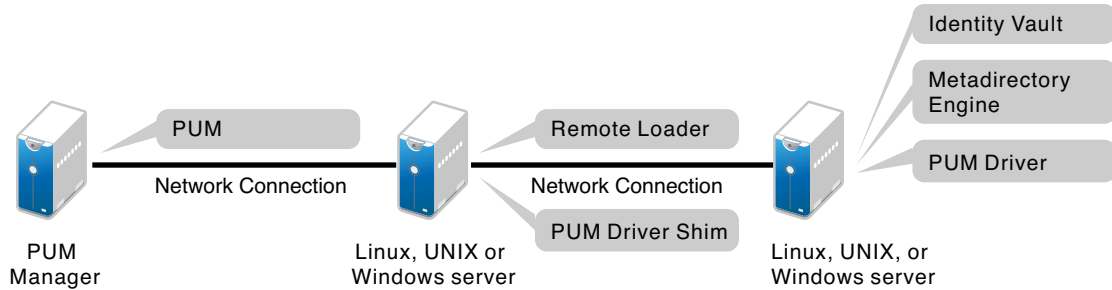 Identity Vault
Metadirectory
Engine
PUM
Remote Loader
PUM Driver
Network Connection
Network Connection
PUM Driver Shim
PUM
Manager
Linux, UNIX or
Windows server
Linux, UNIX, or
Windows server